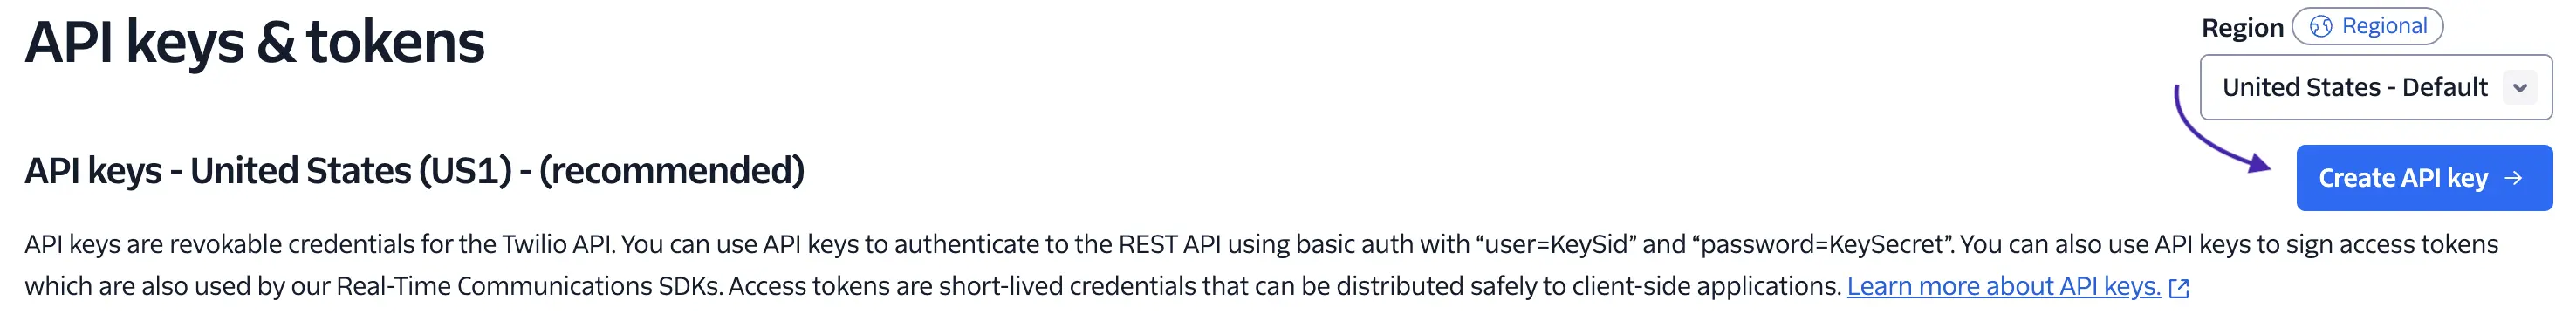 API keys & tokens
Region Regional
United States - Default
API keys - United States (US1) - (recommended)
Create API key →
API keys are revokable credentials for the Twilio API. You can use API keys to authenticate to the REST API using basic auth with “user=KeySid” and “password=KeySecret”. You can also use API keys to sign access tokens
which are also used by our Real-Time Communications SDKs. Access tokens are short-lived credentials that can be distributed safely to client-side applications. Learn more about API keys.